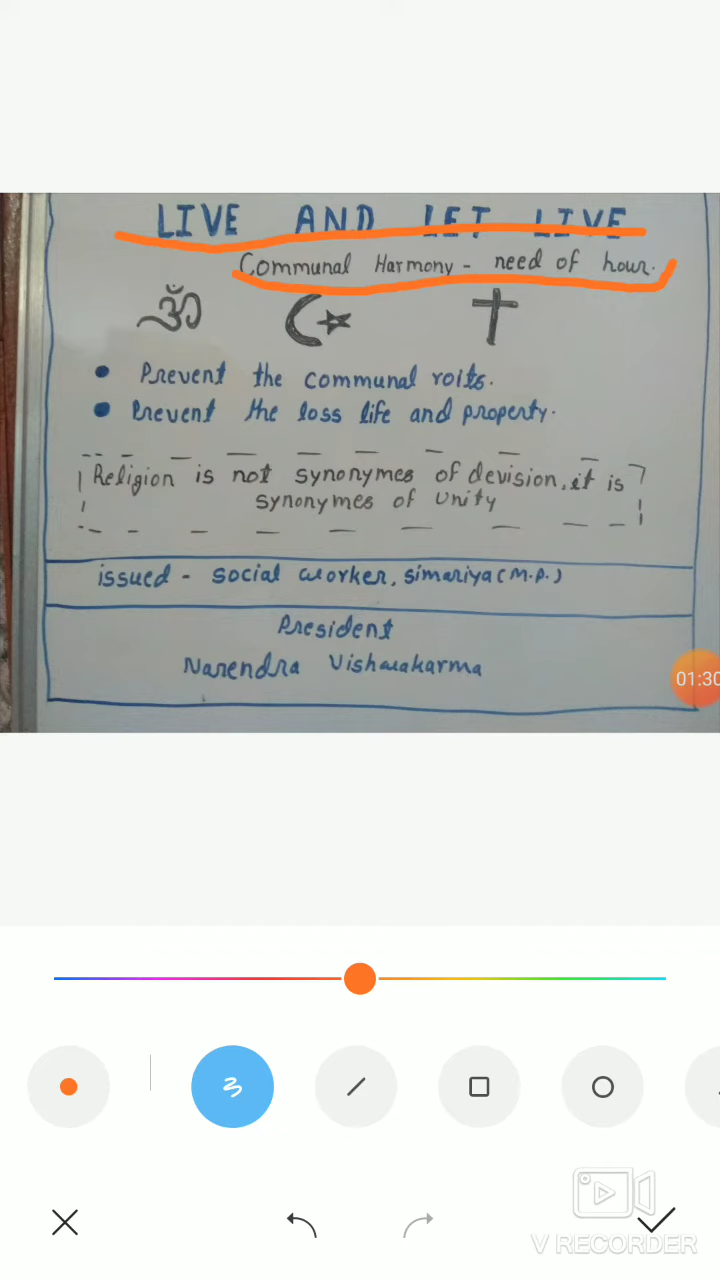 LIVE AND LET LIVE
Communal Harmony - need of hour.
ॐ
• Prevent the communal roits.
• Prevent the loss life and property.
Religion is not synonymes of devision, it is
synonymes of unity
issued - social worker, simariya (M.P.)
President
Narendra Vishwakarma
01:30
V RECORDER